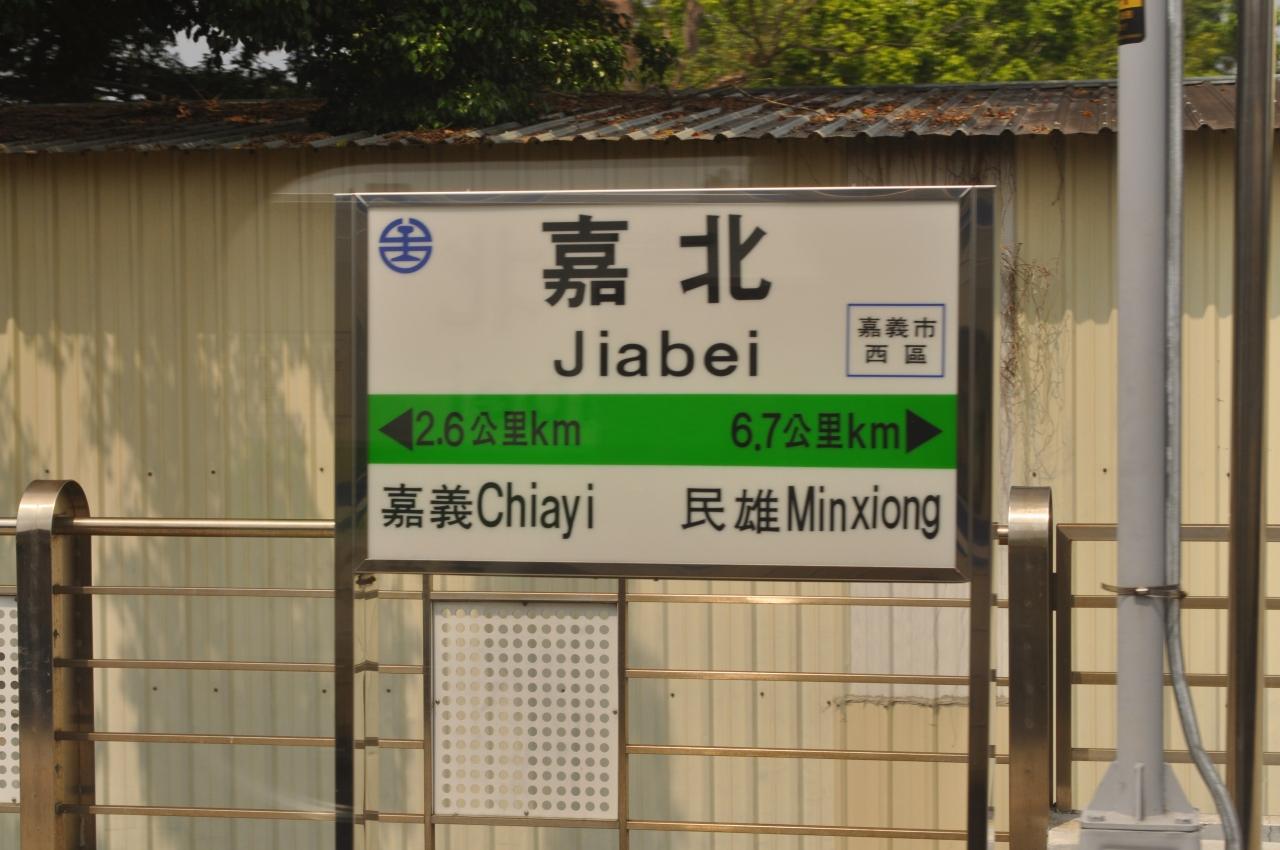 嘉北
Jiabei
嘉義市
西區
2.6公里km
6.7公里km
嘉義Chiayi
民雄Minxiong